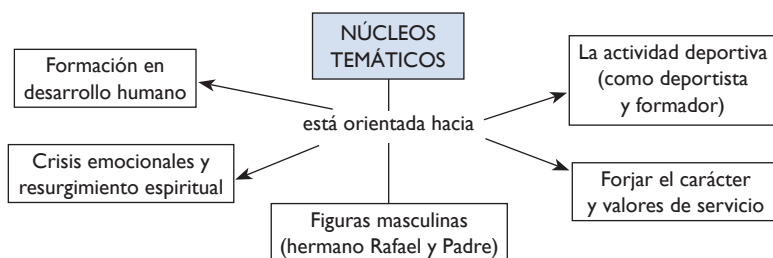 NÚCLEOS
TEMÁTICOS
Formación en
desarrollo humano
La actividad deportiva
(como deportista
y formador)
está orientada hacia
Crisis emocionales y
resurgimiento espiritual
Forjar el carácter
y valores de servicio
Figuras masculinas
(hermano Rafael y Padre)